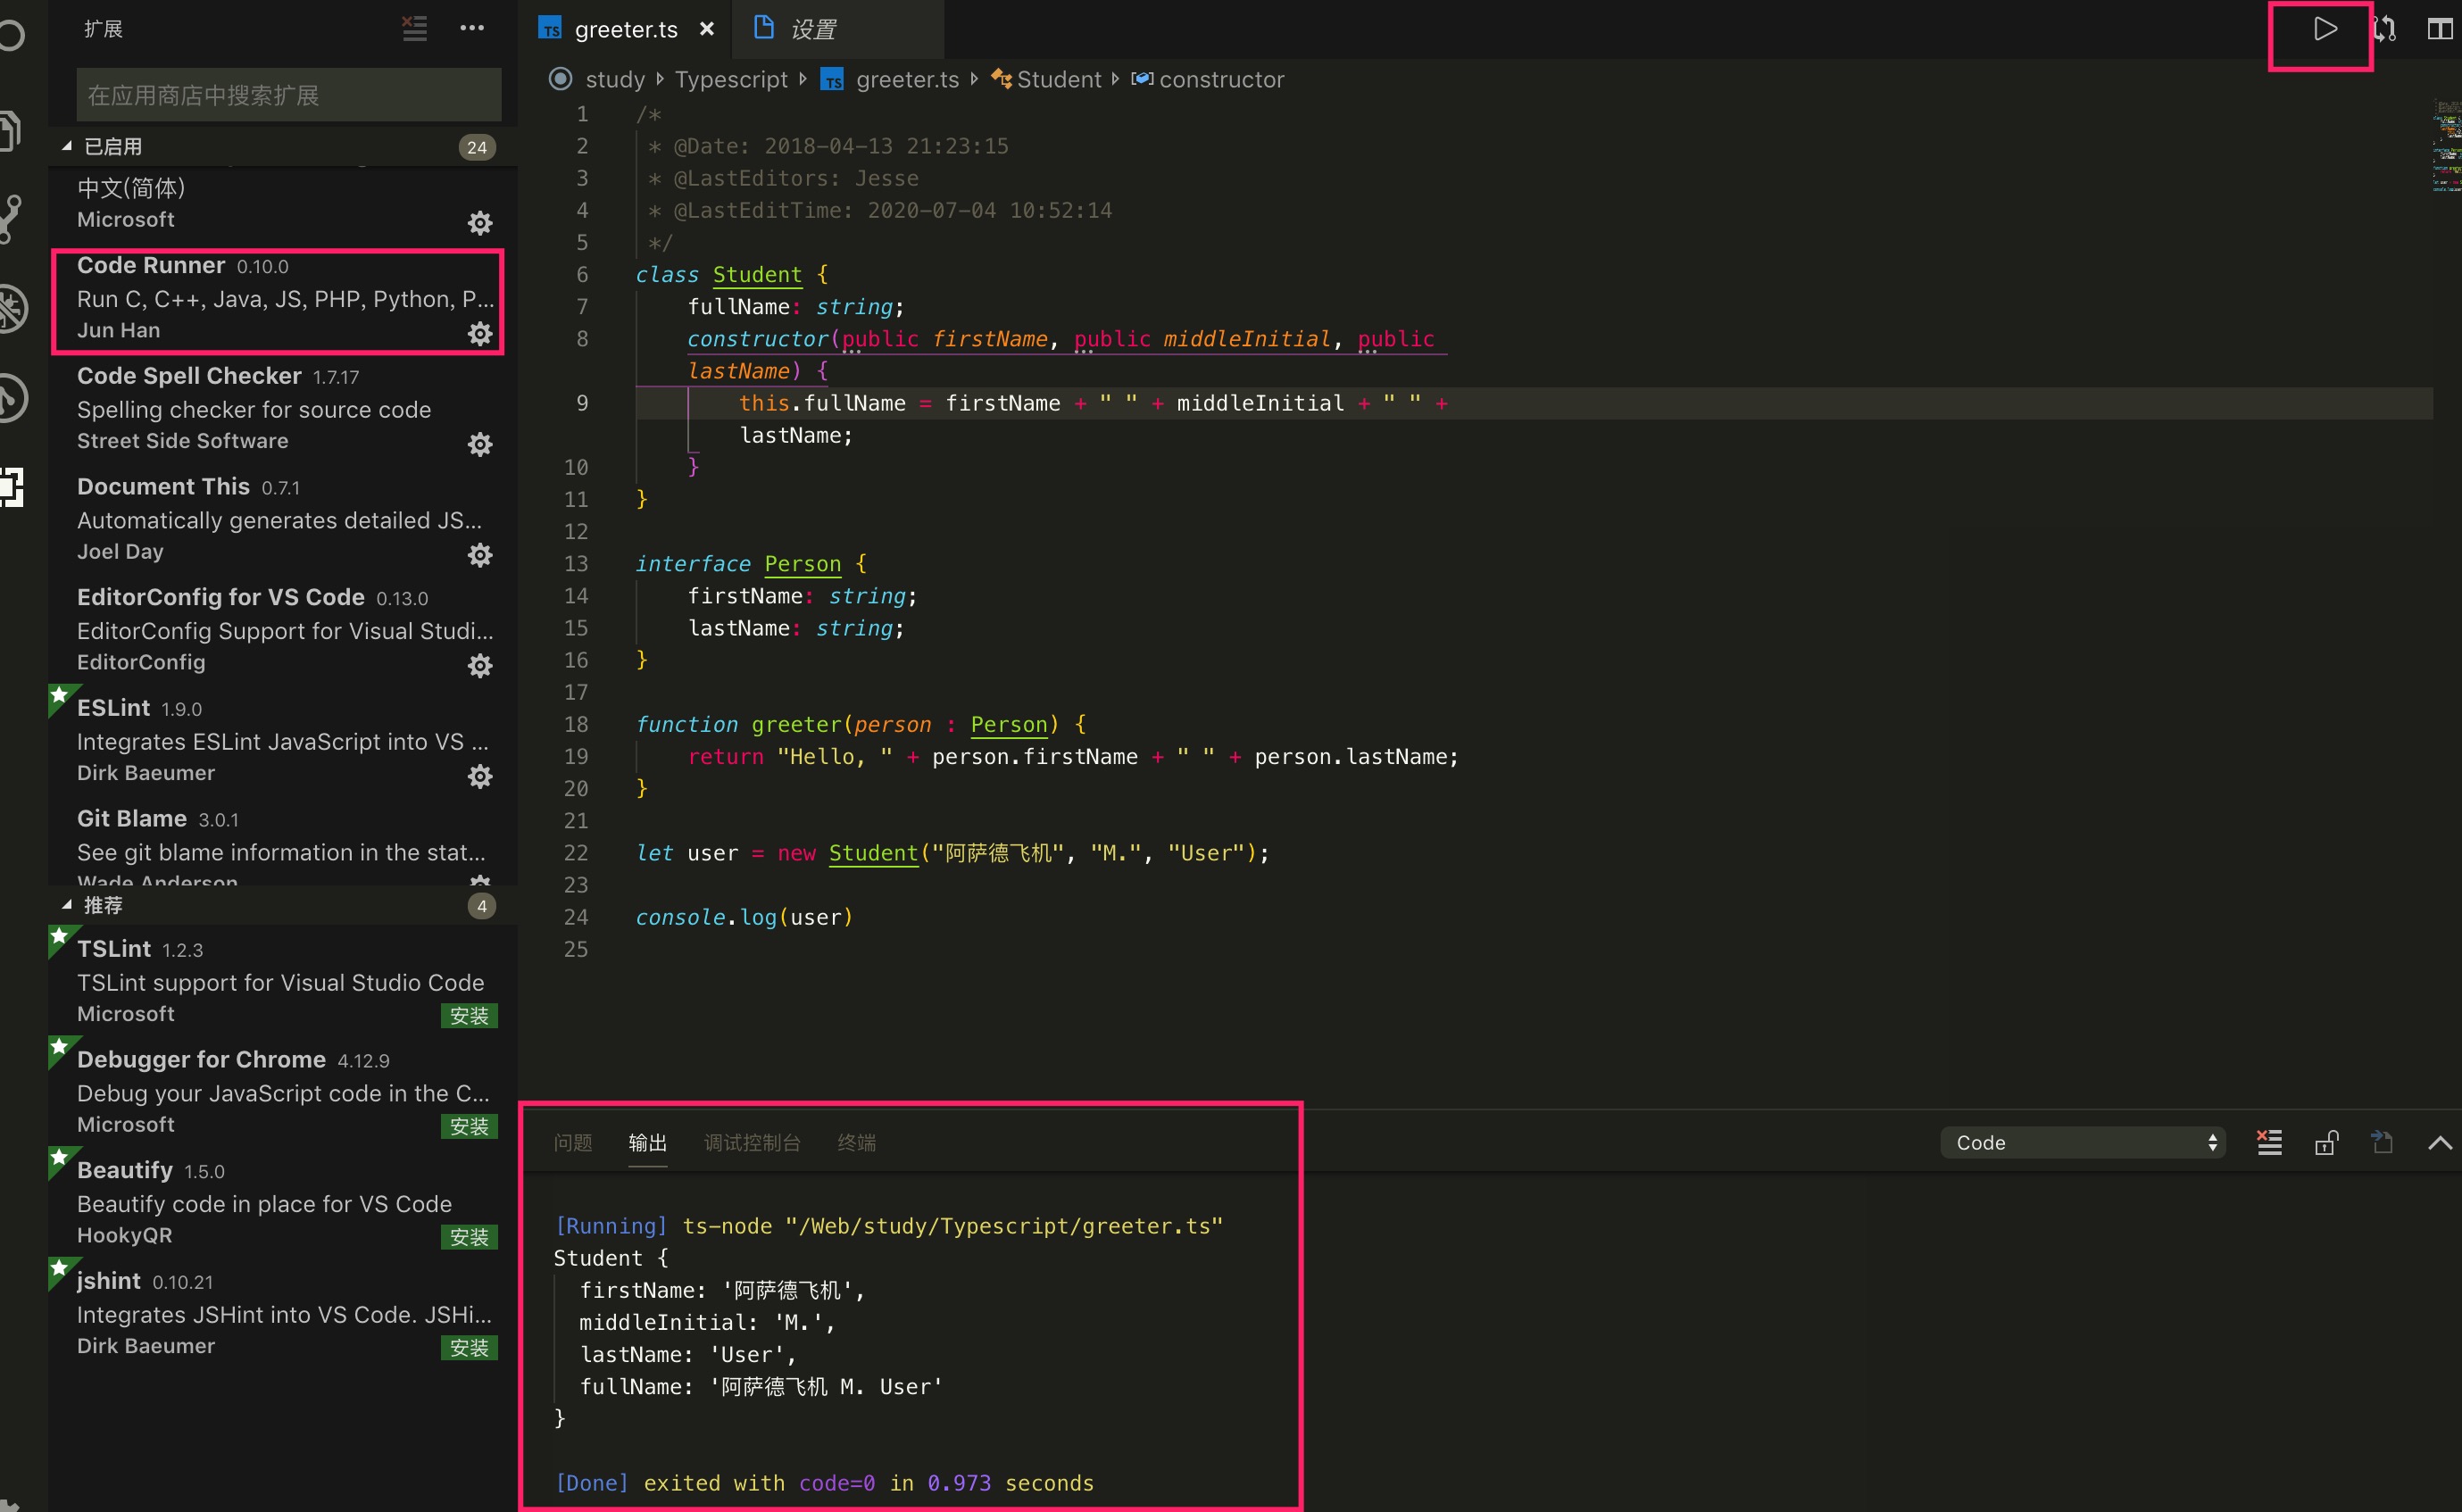 扩展
在应用商店中搜索扩展
已启用 24
中文(简体)
Microsoft
Code Runner 0.10.0
Run C, C++, Java, JS, PHP, Python, P...
Jun Han
Code Spell Checker 1.7.17
Spelling checker for source code
Street Side Software
Document This 0.7.1
Automatically generates detailed JS...
Joel Day
EditorConfig for VS Code 0.13.0
EditorConfig Support for Visual Studi...
EditorConfig
ESLint 1.9.0
Integrates ESLint JavaScript into VS ...
Dirk Baeumer
Git Blame 3.0.1
See git blame information in the stat...
Wade Anderson
推荐 4
TSLint 1.2.3
TSLint support for Visual Studio Code
Microsoft 安装
Debugger for Chrome 4.12.9
Debug your JavaScript code in the C...
Microsoft 安装
Beautify 1.5.0
Beautify code in place for VS Code
HookyQR 安装
jshint 0.10.21
Integrates JSHint into VS Code. JSHi...
Dirk Baeumer 安装
TS greeter.ts 设置
study Typescript TS greeter.ts Student constructor
1 /*
2 * @Date: 2018-04-13 21:23:15
3 * @LastEditors: Jesse
4 * @LastEditTime: 2020-07-04 10:52:14
5 */
6 class Student {
7 fullName: string;
8 constructor(public firstName, public middleInitial, public
lastName) {
9 this.fullName = firstName + " " + middleInitial + " " +
lastName;
10 }
11 }
12
13 interface Person {
14 firstName: string;
15 lastName: string;
16 }
17
18 function greeter(person : Person) {
19 return "Hello, " + person.firstName + " " + person.lastName;
20 }
21
22 let user = new Student("阿萨德飞机", "M.", "User");
23
24 console.log(user)
25
问题 输出 调试控制台 终端 Code
[Running] ts-node "/Web/study/Typescript/greeter.ts"
Student {
firstName: '阿萨德飞机',
middleInitial: 'M.',
lastName: 'User',
fullName: '阿萨德飞机 M. User'
}
[Done] exited with code=0 in 0.973 seconds